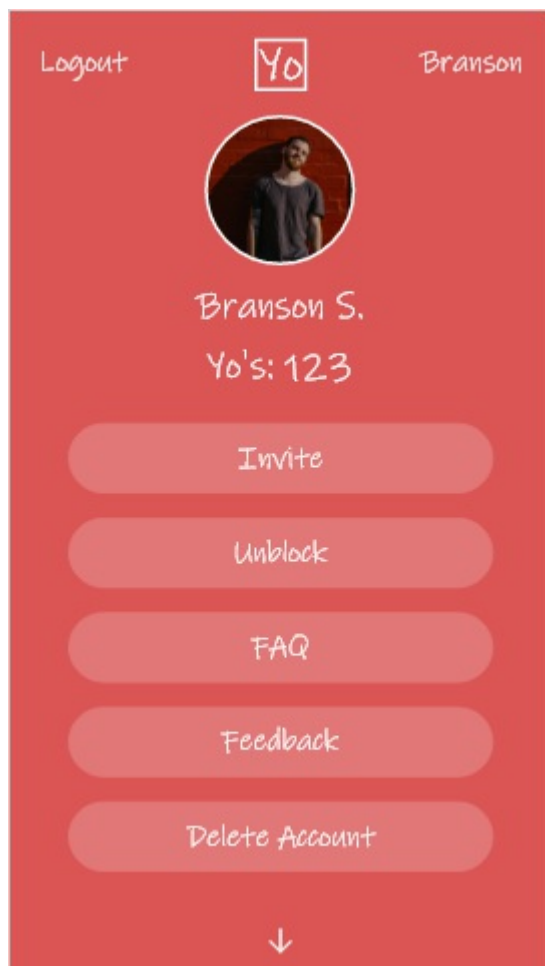 Logout Yo Branson
Branson S.
Yo's: 123
Invite
Unblock
FAQ
Feedback
Delete Account